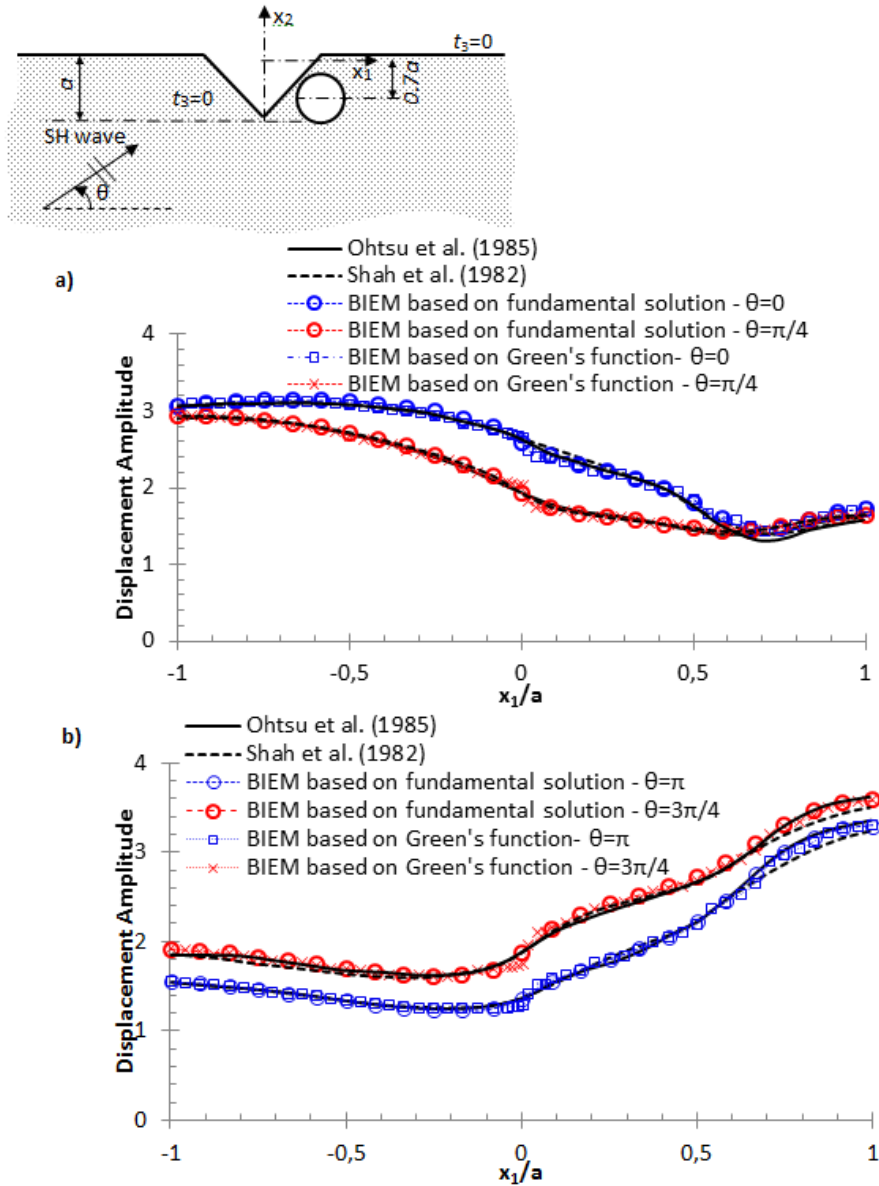 x2
t3=0
a
x1
0.7a
t3=0
SH wave
θ
a)
Ohtsu et al. (1985)
Shah et al. (1982)
BIEM based on fundamental solution - θ=0
BIEM based on fundamental solution - θ=π/4
BIEM based on Green's function- θ=0
BIEM based on Green's function - θ=π/4
Displacement Amplitude
4
3
2
1
0
-1
-0,5
0
0,5
1
x1/a
b)
Ohtsu et al. (1985)
Shah et al. (1982)
BIEM based on fundamental solution - θ=π
BIEM based on fundamental solution - θ=3π/4
BIEM based on Green's function- θ=π
BIEM based on Green's function - θ=3π/4
Displacement Amplitude
4
3
2
1
0
-1
-0,5
0
0,5
1
x1/a